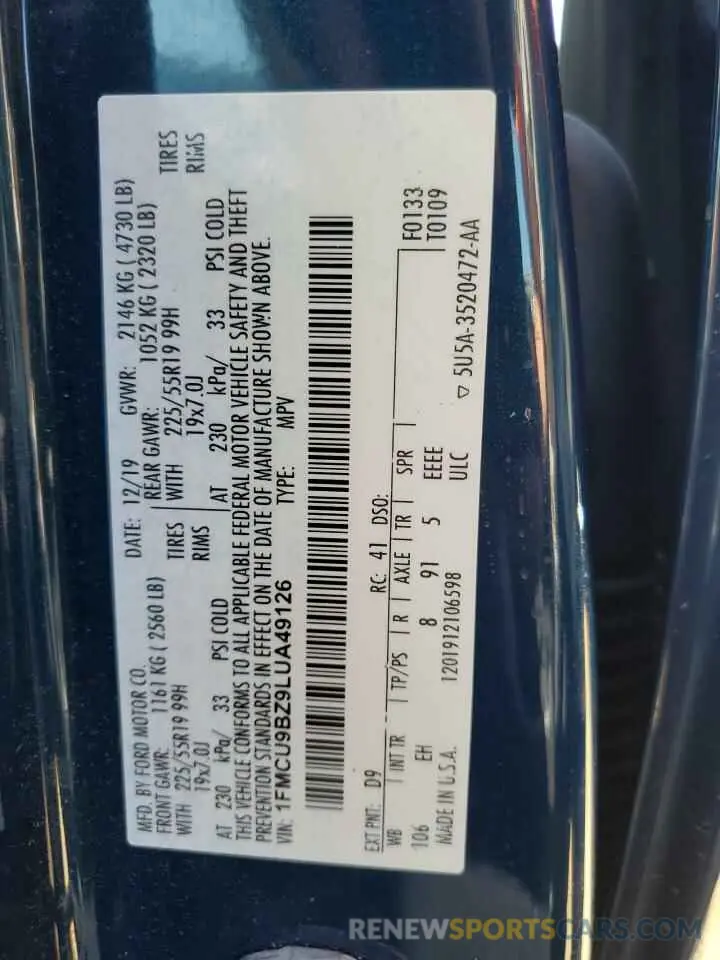 MFD. BY FORD MOTOR CO.
DATE: 12/19
GVWR: 2146 KG ( 4730 LB)
FRONT GAWR: 1161 KG ( 2560 LB)
REAR GAWR: 1052 KG ( 2320 LB)
WITH 225/55R19 99H TIRES
WITH 225/55R19 99H TIRES
19x7.0J RIMS
19x7.0J RIMS
AT 230 kPa/ 33 PSI COLD
AT 230 kPa/ 33 PSI COLD
THIS VEHICLE CONFORMS TO ALL APPLICABLE FEDERAL MOTOR VEHICLE SAFETY AND THEFT
PREVENTION STANDARDS IN EFFECT ON THE DATE OF MANUFACTURE SHOWN ABOVE.
VIN: 1FMCU9BZ9LUA49126
TYPE: MPV
EXT PNT: D9
RC: 41 DSO:
F0133
T0109
WB | INT TR | TP/PS | R | AXLE | TR | SPR
106 EH 8 91 5 EEEE
MADE IN U.S.A.
1201912106598
ULC
▽ 5U5A-3520472-AA
RENEWSPORTSCARS.COM